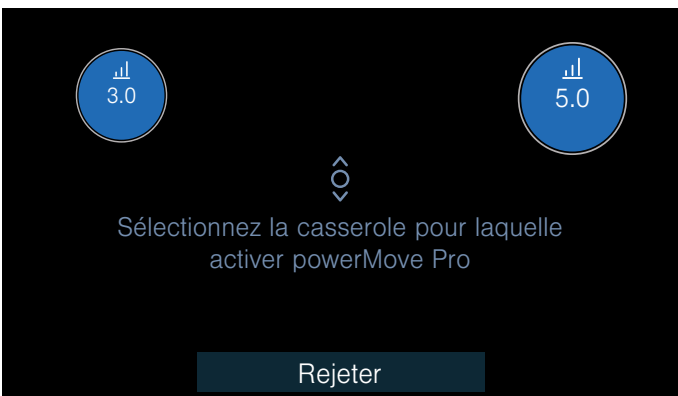 3.0
5.0
Sélectionnez la casserole pour laquelle
activer powerMove Pro
Rejeter